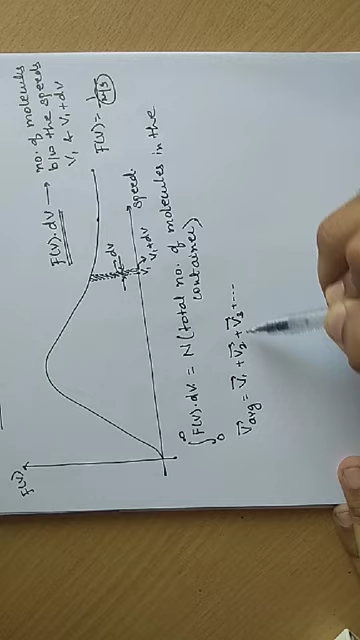 F(v)
F(v).dv → no. of molecules
b/w the speeds
v₁ & v₁+dv
F(v) = 1/(m/s)
dv
v₁ v₁+dv
speed
∫₀^∞ F(v).dv = N (total no. of molecules in the
container)
v⃗avg = v⃗₁ + v⃗₂ + v⃗₃ + ...